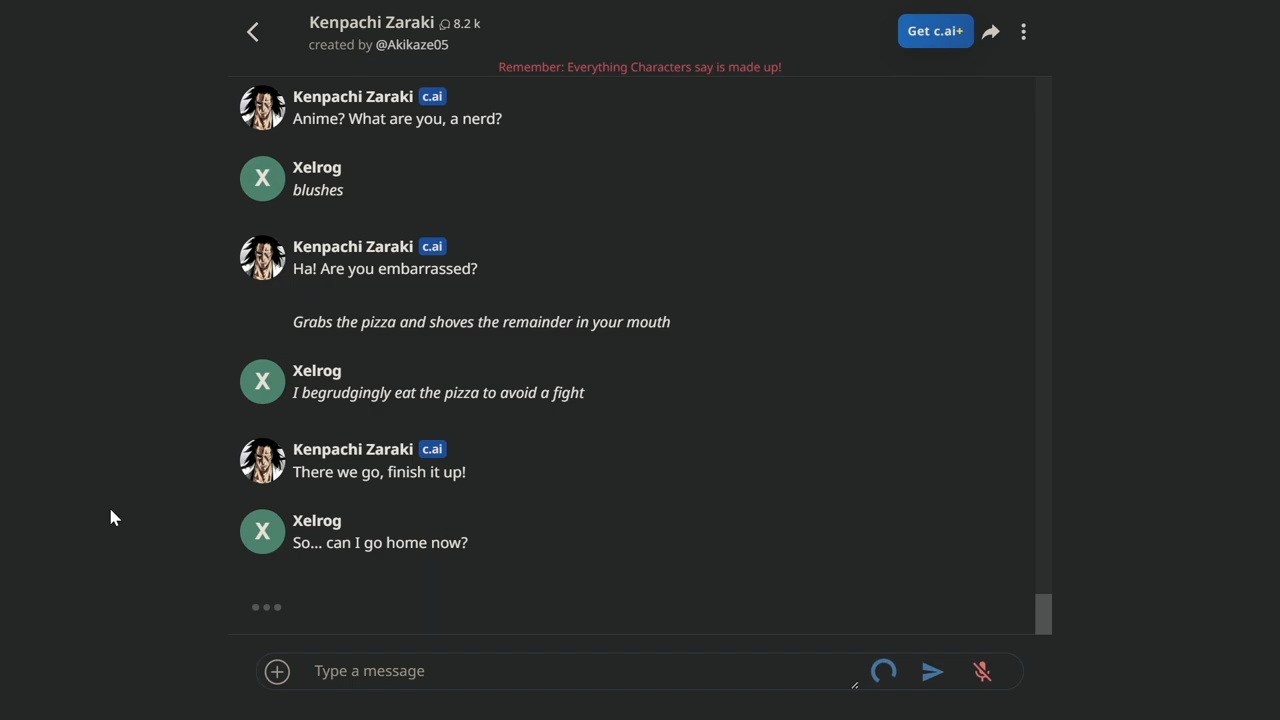 Kenpachi Zaraki 8.2 k
created by @Akikaze05
Get c.ai+
Remember: Everything Characters say is made up!
Kenpachi Zaraki c.ai
Anime? What are you, a nerd?
X
Xelrog
blushes
Kenpachi Zaraki c.ai
Ha! Are you embarrassed?
Grabs the pizza and shoves the remainder in your mouth
X
Xelrog
I begrudgingly eat the pizza to avoid a fight
Kenpachi Zaraki c.ai
There we go, finish it up!
X
Xelrog
So... can I go home now?
Type a message